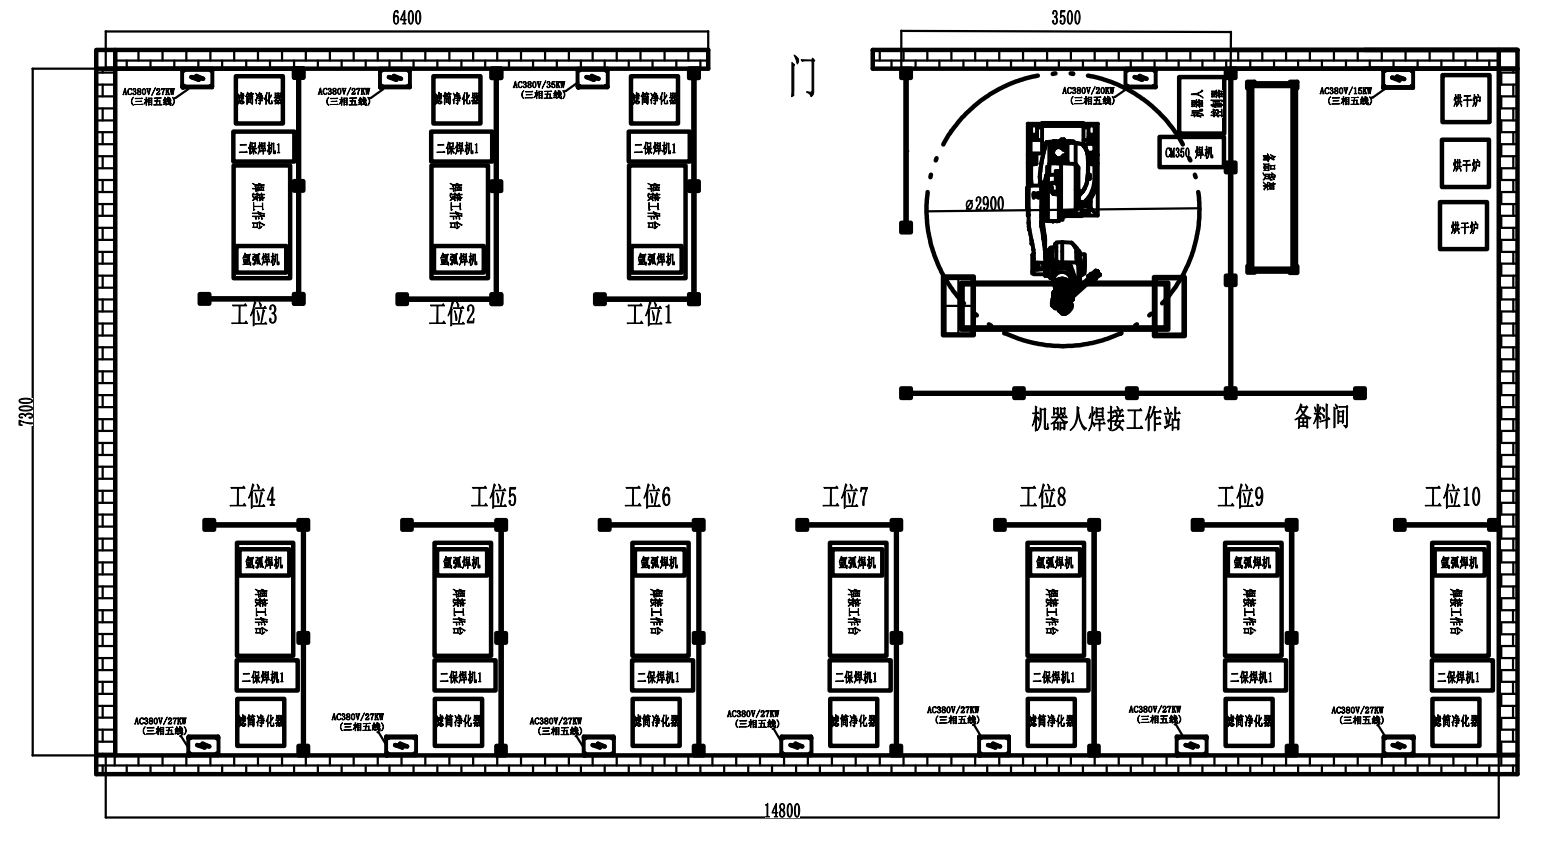 6400
3500
门
AC380V/27KW
(三相五线)
滤筒净化器
二保焊机1
焊接工作台
氩弧焊机
工位3
AC380V/27KW
(三相五线)
滤筒净化器
二保焊机1
焊接工作台
氩弧焊机
工位2
AC380V/35KW
(三相五线)
滤筒净化器
二保焊机1
焊接工作台
氩弧焊机
工位1
AC380V/20KW
(三相五线)
机器人
控制器
CM350 焊机
ø2900
机器人焊接工作站
备品货架
AC380V/15KW
(三相五线)
烘干炉
烘干炉
烘干炉
备料间
7300
工位4
氩弧焊机
焊接工作台
二保焊机1
滤筒净化器
AC380V/27KW
(三相五线)
工位5
氩弧焊机
焊接工作台
二保焊机1
滤筒净化器
AC380V/27KW
(三相五线)
工位6
氩弧焊机
焊接工作台
二保焊机1
滤筒净化器
AC380V/27KW
(三相五线)
工位7
氩弧焊机
焊接工作台
二保焊机1
滤筒净化器
AC380V/27KW
(三相五线)
工位8
氩弧焊机
焊接工作台
二保焊机1
滤筒净化器
AC380V/27KW
(三相五线)
工位9
氩弧焊机
焊接工作台
二保焊机1
滤筒净化器
AC380V/27KW
(三相五线)
工位10
氩弧焊机
焊接工作台
二保焊机1
滤筒净化器
AC380V/27KW
(三相五线)
14800